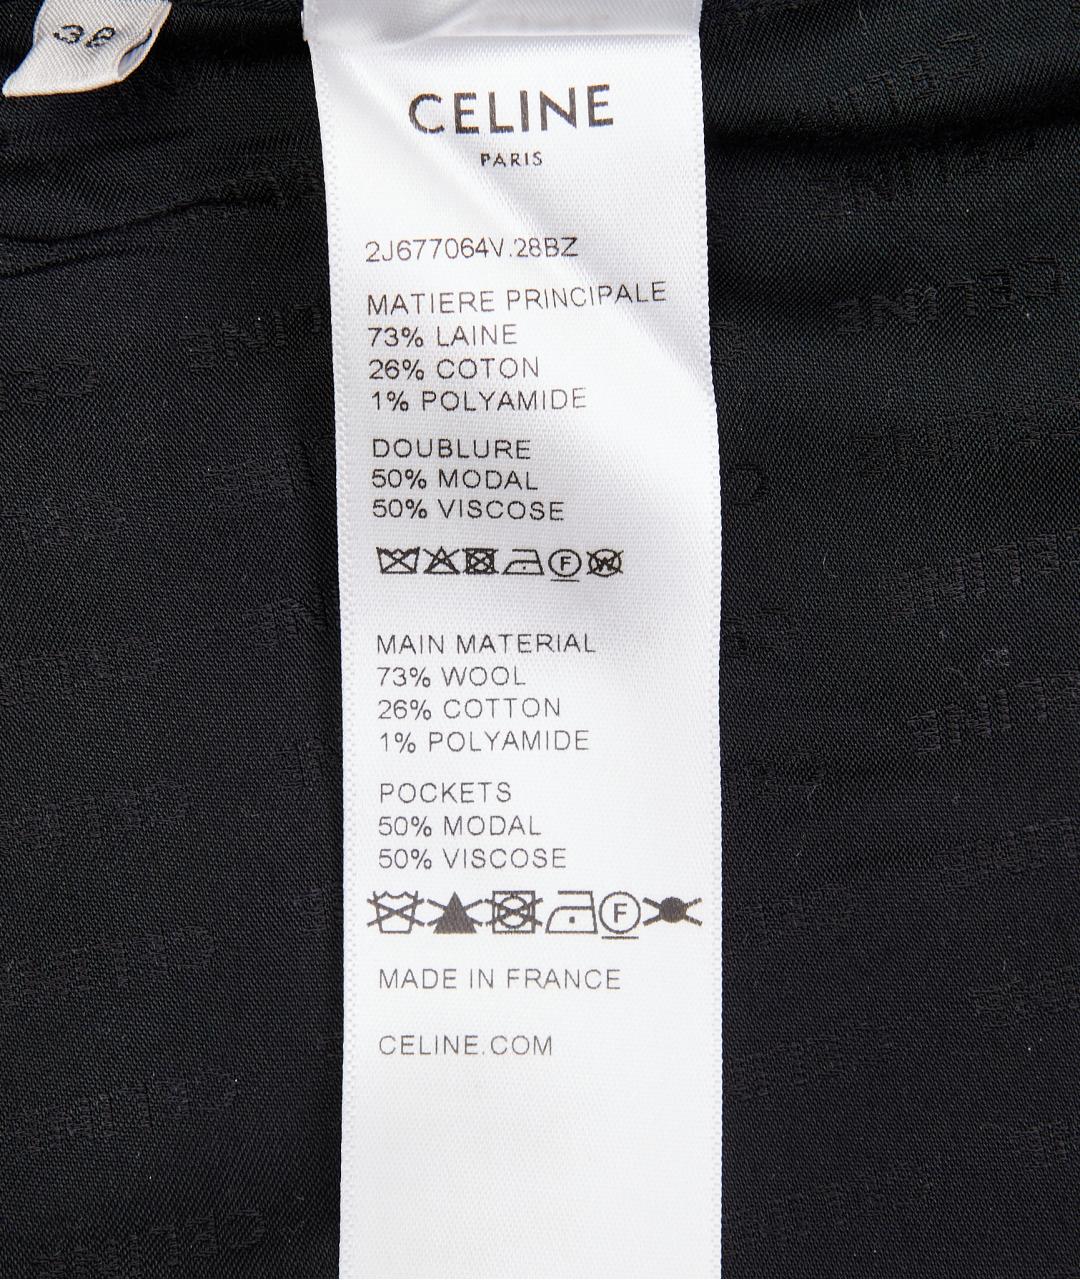 38
CELINE
PARIS
2J677064V.28BZ
MATIERE PRINCIPALE
73% LAINE
26% COTON
1% POLYAMIDE
DOUBLURE
50% MODAL
50% VISCOSE
F W
MAIN MATERIAL
73% WOOL
26% COTTON
1% POLYAMIDE
POCKETS
50% MODAL
50% VISCOSE
F
MADE IN FRANCE
CELINE.COM